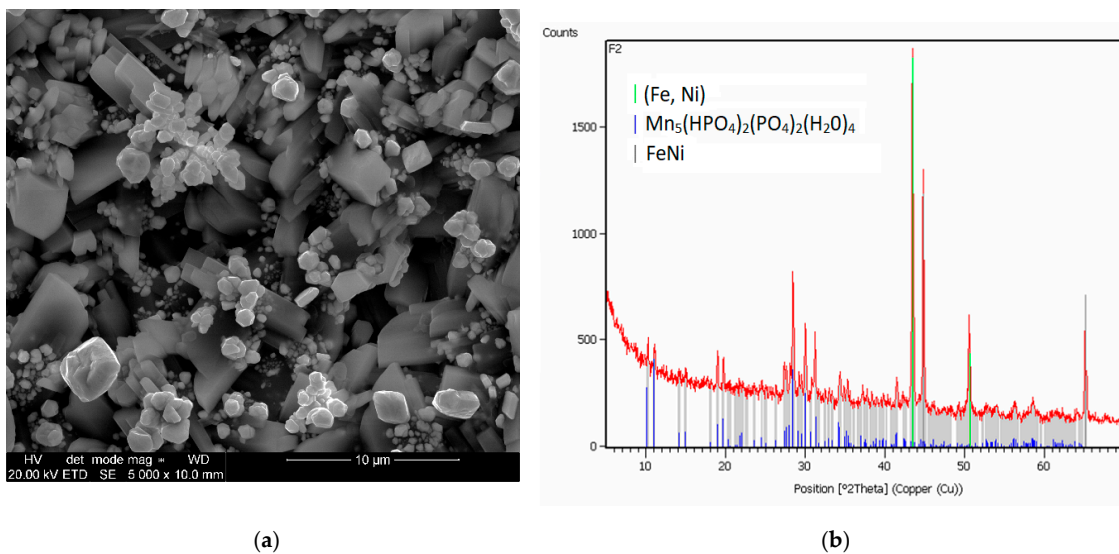 HV det mode mag ∗ WD
20.00 kV ETD SE 5 000 x 10.0 mm
10 µm
(a)
Counts
F2
(Fe, Ni)
Mn₅(HPO₄)₂(PO₄)₂(H₂0)₄
FeNi
1500
1000
500
0
10 20 30 40 50 60
Position [°2Theta] (Copper (Cu))
(b)